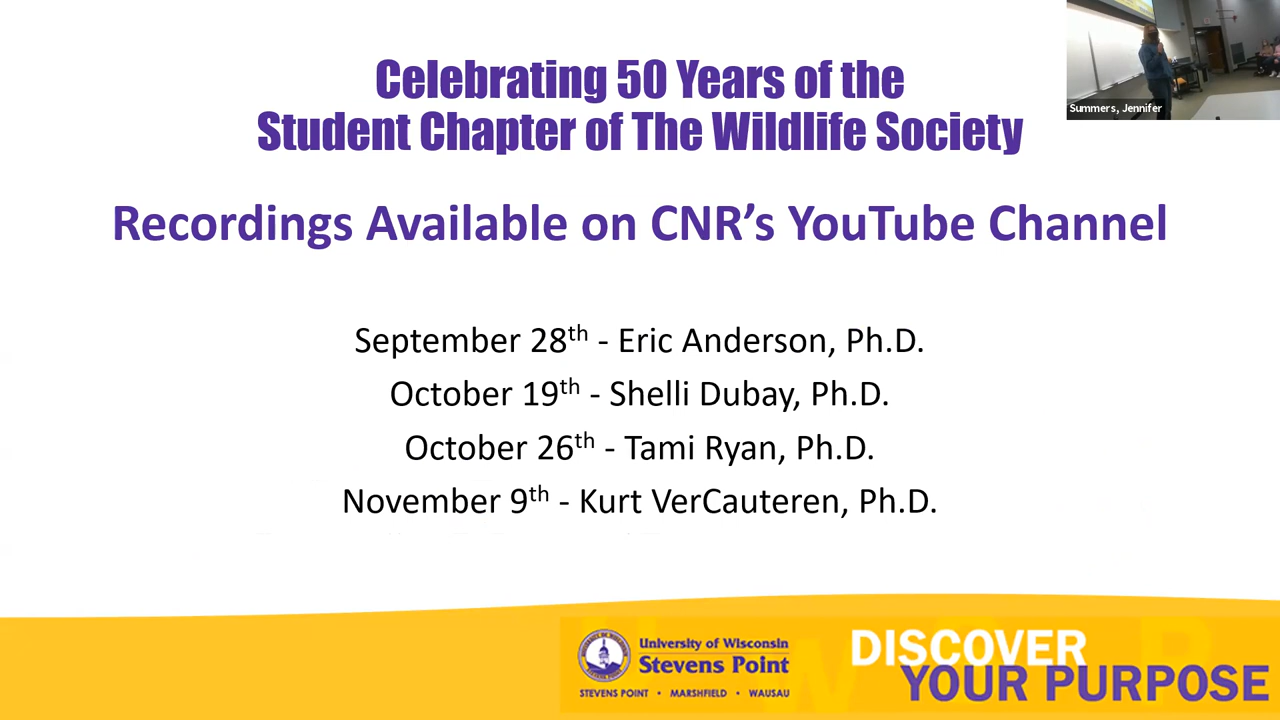 Celebrating 50 Years of the
Student Chapter of The Wildlife Society
Summers, Jennifer
Recordings Available on CNR’s YouTube Channel
September 28th - Eric Anderson, Ph.D.
October 19th - Shelli Dubay, Ph.D.
October 26th - Tami Ryan, Ph.D.
November 9th - Kurt VerCauteren, Ph.D.
University of Wisconsin
Stevens Point
STEVENS POINT • MARSHFIELD • WAUSAU
DISCOVER
YOUR PURPOSE